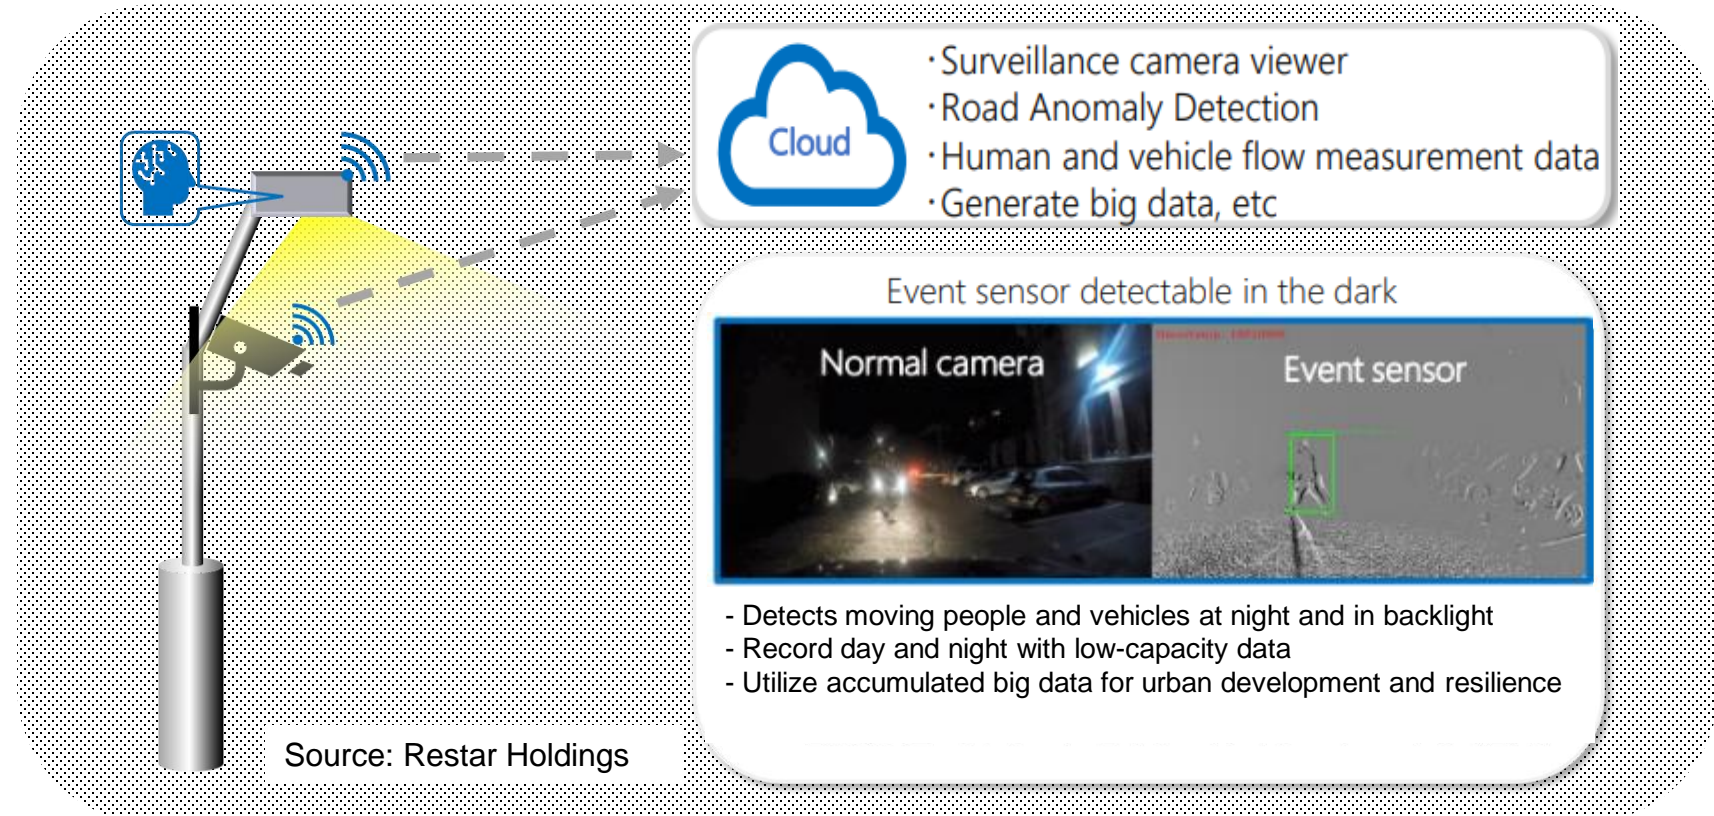 Cloud
・Surveillance camera viewer
・Road Anomaly Detection
・Human and vehicle flow measurement data
・Generate big data, etc
Event sensor detectable in the dark
Normal camera
Event sensor
- Detects moving people and vehicles at night and in backlight
- Record day and night with low-capacity data
- Utilize accumulated big data for urban development and resilience
Source: Restar Holdings